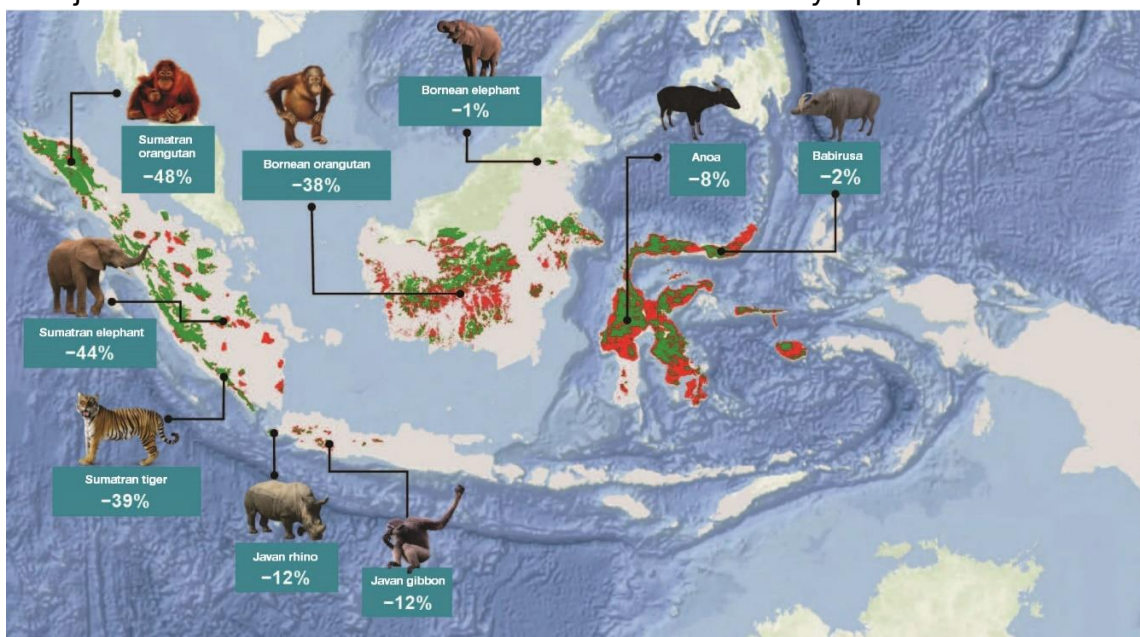 Bornean elephant
−1%
Sumatran
orangutan
−48%
Bornean orangutan
−38%
Anoa
−8%
Babirusa
−2%
Sumatran elephant
−44%
Sumatran tiger
−39%
Javan rhino
−12%
Javan gibbon
−12%